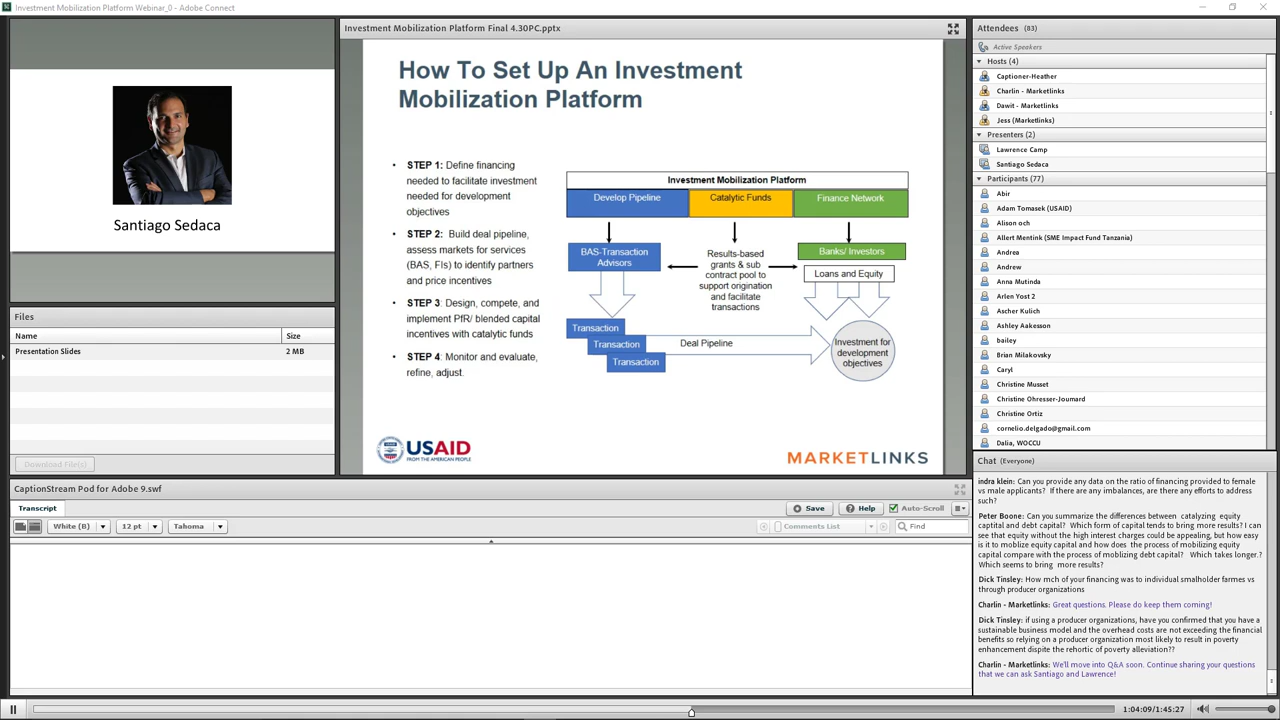 Investment Mobilization Platform Webinar_0 - Adobe Connect
Santiago Sedaca
Files
Name Size
Presentation Slides 2 MB
Download File(s)
Investment Mobilization Platform Final 4.30PC.pptx
How To Set Up An Investment
Mobilization Platform
• STEP 1: Define financing
needed to facilitate investment
needed for development
objectives
• STEP 2: Build deal pipeline,
assess markets for services
(BAS, FIs) to identify partners
and price incentives
• STEP 3: Design, compete, and
implement PfR/ blended capital
incentives with catalytic funds
• STEP 4: Monitor and evaluate,
refine, adjust.
Investment Mobilization Platform
Develop Pipeline
Catalytic Funds
Finance Network
BAS-Transaction
Advisors
Results-based
grants & sub
contract pool to
support origination
and facilitate
transactions
Banks/ Investors
Loans and Equity
Transaction
Transaction
Transaction
Deal Pipeline
Investment for
development
objectives
USAID
FROM THE AMERICAN PEOPLE
MARKETLINKS
CaptionStream Pod for Adobe 9.swf
Transcript
Save
Help
Auto-Scroll
White (B)
12 pt
Tahoma
Comments List
Find
Attendees (83)
Active Speakers
Hosts (4)
Captioner-Heather
Charlin - Marketlinks
Dawit - Marketlinks
Jess (Marketlinks)
Presenters (2)
Lawrence Camp
Santiago Sedaca
Participants (77)
Abir
Adam Tomasek (USAID)
Alison och
Allert Mentink (SME Impact Fund Tanzania)
Andrea
Andrew
Anna Mutinda
Arlen Yost 2
Ascher Kulich
Ashley Aakesson
bailey
Brian Milakovsky
Caryl
Christine Musset
Christine Ohresser-Joumard
Christine Ortiz
cornelio.delgado@gmail.com
Dalia, WOCCU
Chat (Everyone)
indra klein: Can you provide any data on the ratio of financing provided to female
vs male applicants? If there are any imbalances, are there any efforts to address
such?
Peter Boone: Can you summarize the differences between catalyzing equity
captital and debt capital? Which form of capital tends to bring more results? I can
see that equity without the high interest charges could be appealing, but how easy
is it to moblize equity capital and how does the process of mobilizing equity
capital compare with the process of moblizing debt capital? Which takes longer.?
Which seems to bring more results?
Dick Tinsley: How mch of your financing was to individual smalholder farmes vs
through producer organizations
Charlin - Marketlinks: Great questions. Please do keep them coming!
Dick Tinsley: if using a producer organizations, have you confirmed that you have a
sustainable business model and the overhead costs are not exceeding the financial
benefits so relying on a producer organization most likely to result in poverty
enhancement dispite the rehortic of poverty alleviation??
Charlin - Marketlinks: We'll move into Q&A soon. Continue sharing your questions
that we can ask Santiago and Lawrence!
1:04:09/1:45:27